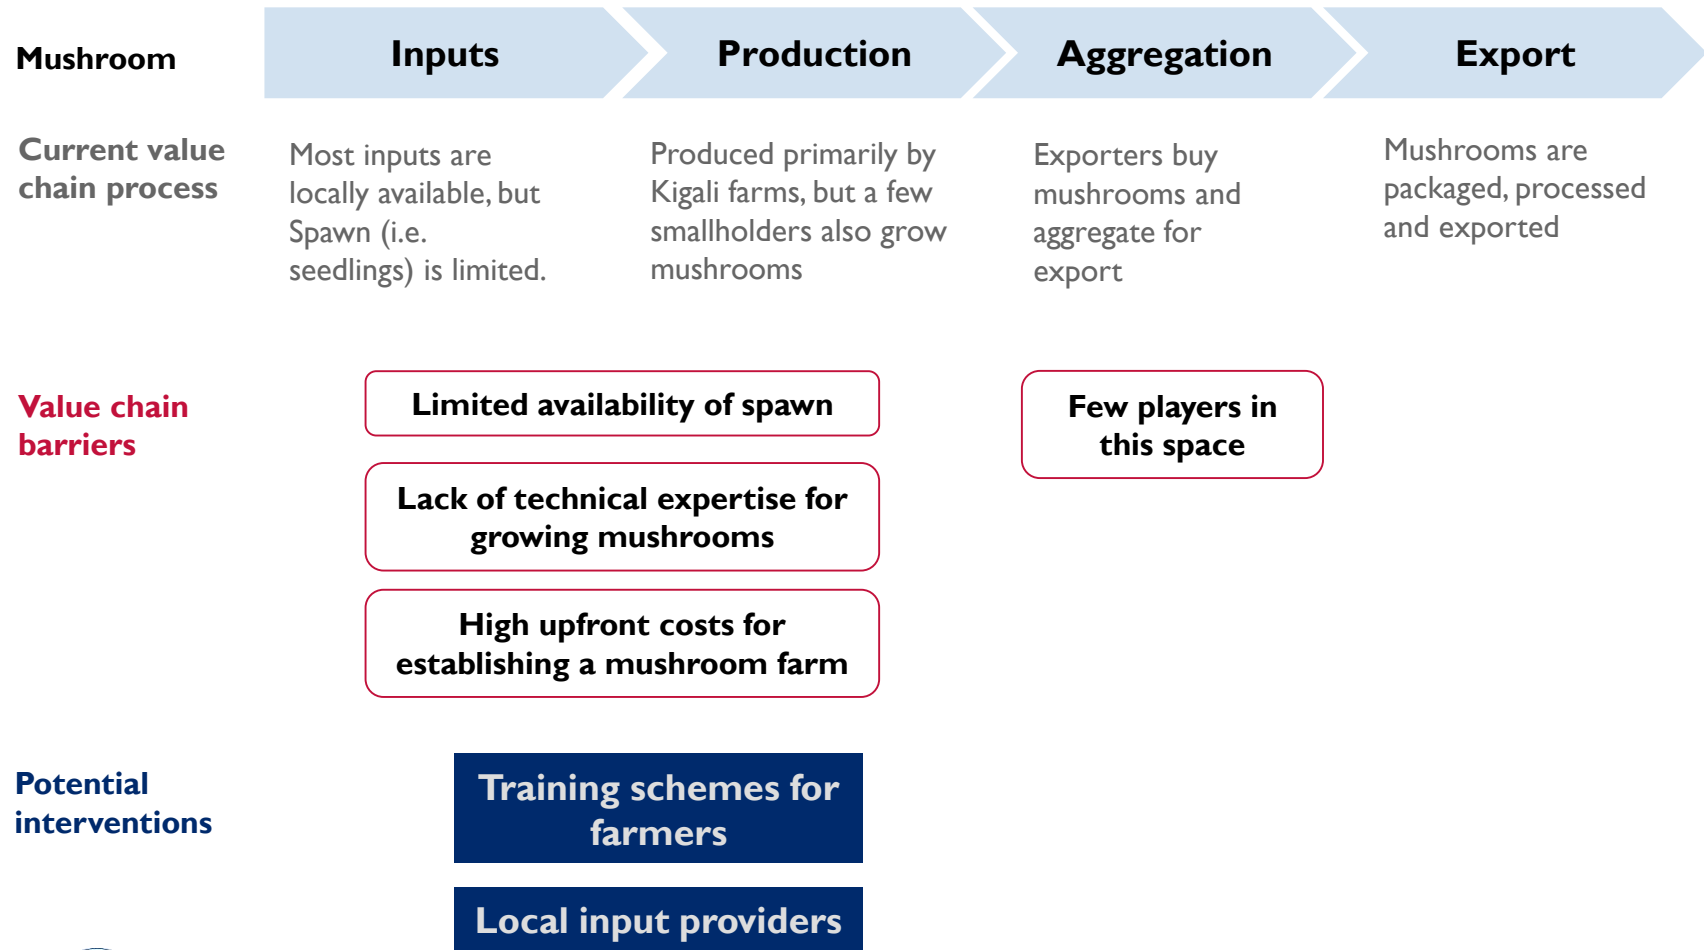 Mushroom
Inputs
Production
Aggregation
Export
Current value
chain process
Most inputs are
locally available, but
Spawn (i.e.
seedlings) is limited.
Produced primarily by
Kigali farms, but a few
smallholders also grow
mushrooms
Exporters buy
mushrooms and
aggregate for
export
Mushrooms are
packaged, processed
and exported
Value chain
barriers
Limited availability of spawn
Lack of technical expertise for
growing mushrooms
High upfront costs for
establishing a mushroom farm
Few players in
this space
Potential
interventions
Training schemes for
farmers
Local input providers